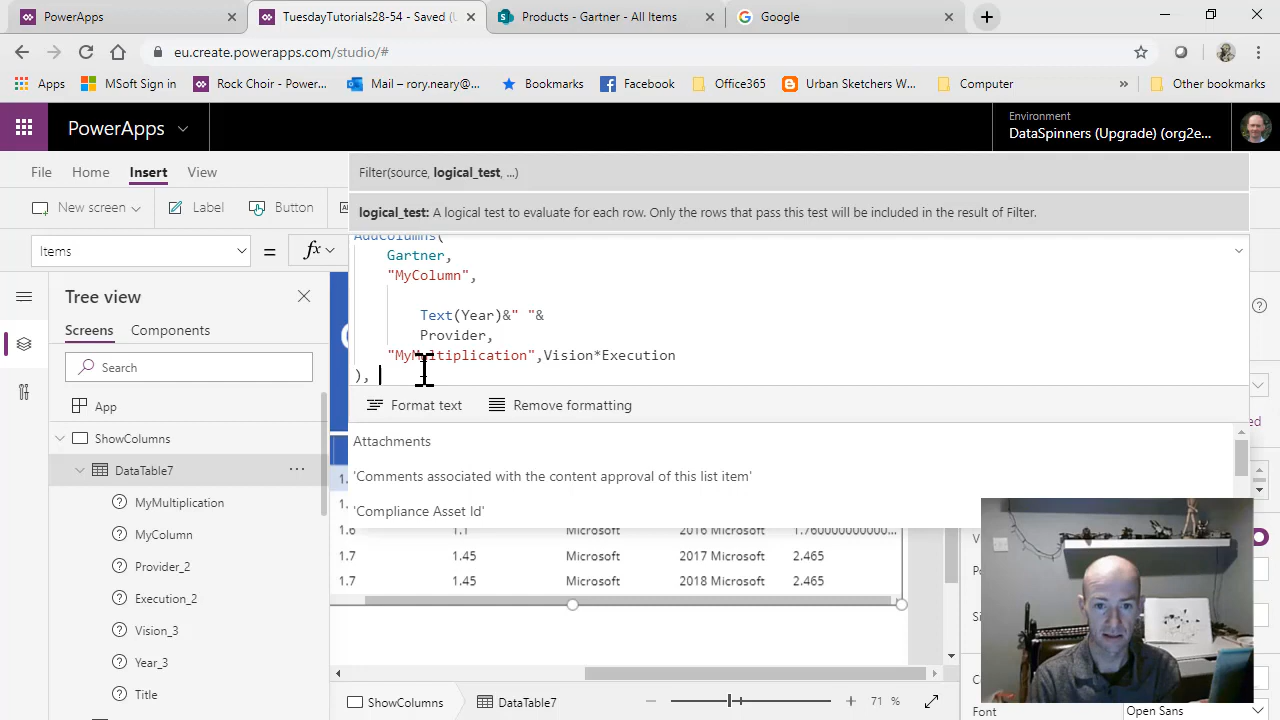 PowerApps
TuesdayTutorials28-54 - Saved (
Products - Gartner - All Items
Google
eu.create.powerapps.com/studio/#
Apps
MSoft Sign in
Rock Choir - Power...
Mail – rory.neary@...
Bookmarks
Facebook
Office365
Urban Sketchers W...
Computer
»
Other bookmarks
PowerApps
Environment
DataSpinners (Upgrade) (org2e...
File
Home
Insert
View
Filter(source, logical_test, ...)
New screen
Label
Button
logical_test: A logical test to evaluate for each row. Only the rows that pass this test will be included in the result of Filter.
Items
=
fx
AddColumns(
Gartner,
"MyColumn",
Text(Year)&" "&
Provider,
"MyMultiplication",Vision*Execution
),
Format text
Remove formatting
Attachments
'Comments associated with the content approval of this list item'
'Compliance Asset Id'
Tree view
Screens
Components
Search
App
ShowColumns
DataTable7
...
MyMultiplication
MyColumn
Provider_2
Execution_2
Vision_3
Year_3
Title
1.6 1.1 Microsoft 2016 Microsoft 1.7600000000000...
1.7 1.45 Microsoft 2017 Microsoft 2.465
1.7 1.45 Microsoft 2018 Microsoft 2.465
ShowColumns
DataTable7
71 %
Font
Open Sans